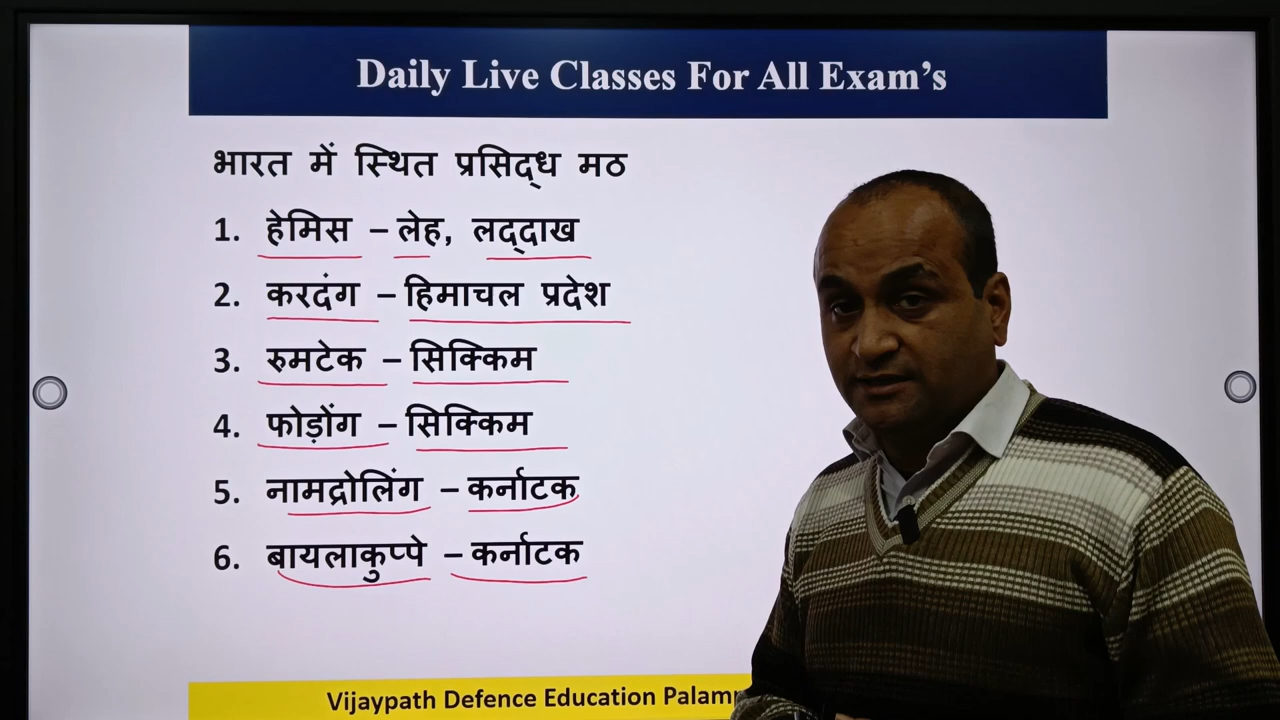 Daily Live Classes For All Exam’s
भारत में स्थित प्रसिद्ध मठ
1. हेमिस – लेह, लद्दाख
2. करदंग – हिमाचल प्रदेश
3. रुमटेक – सिक्किम
4. फोड़ोंग – सिक्किम
5. नामद्रोलिंग – कर्नाटक
6. बायलाकुप्पे – कर्नाटक
Vijaypath Defence Education